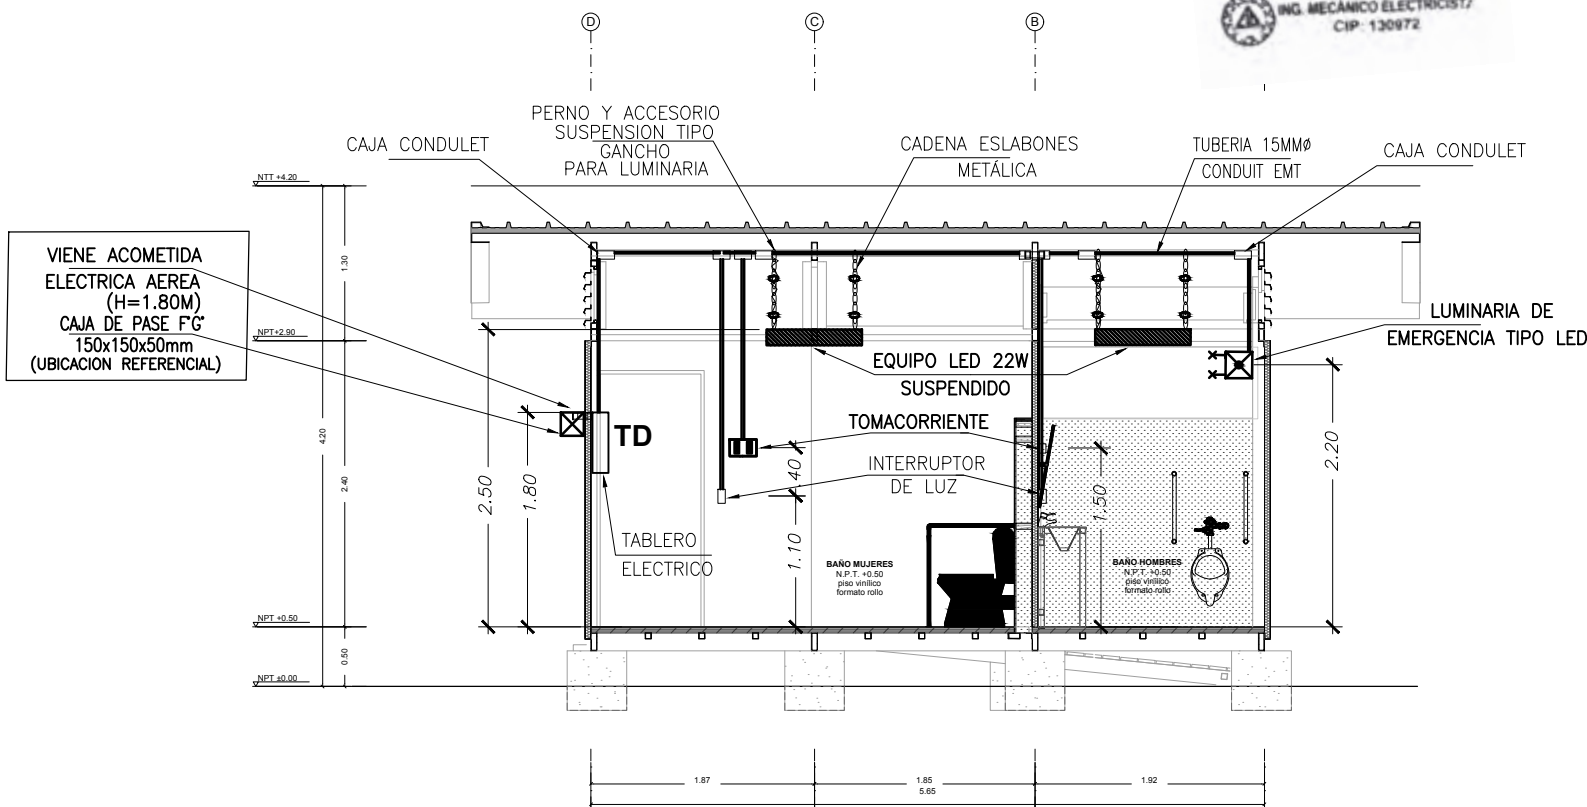 ING. MECÁNICO ELECTRICISTA
CIP: 130972
D
C
B
PERNO Y ACCESORIO
SUSPENSION TIPO
GANCHO
PARA LUMINARIA
CAJA CONDULET
CADENA ESLABONES
METÁLICA
TUBERIA 15MMØ
CONDUIT EMT
CAJA CONDULET
NTT +4.20
VIENE ACOMETIDA
ELECTRICA AEREA
(H=1.80M)
CAJA DE PASE F°G°
150x150x50mm
(UBICACION REFERENCIAL)
1.30
NPT+2.90
LUMINARIA DE
EMERGENCIA TIPO LED
EQUIPO LED 22W
SUSPENDIDO
TD
TOMACORRIENTE
INTERRUPTOR
DE LUZ
4.20
2.40
2.50
1.80
.40
1.50
2.20
TABLERO
ELECTRICO
1.10
BAÑO MUJERES
N.P.T. +0.50
piso vinílico
formato rollo
BAÑO HOMBRES
N.P.T. +0.50
piso vinílico
formato rollo
NPT +0.50
0.50
NPT ±0.00
1.87
1.85
1.92
5.65